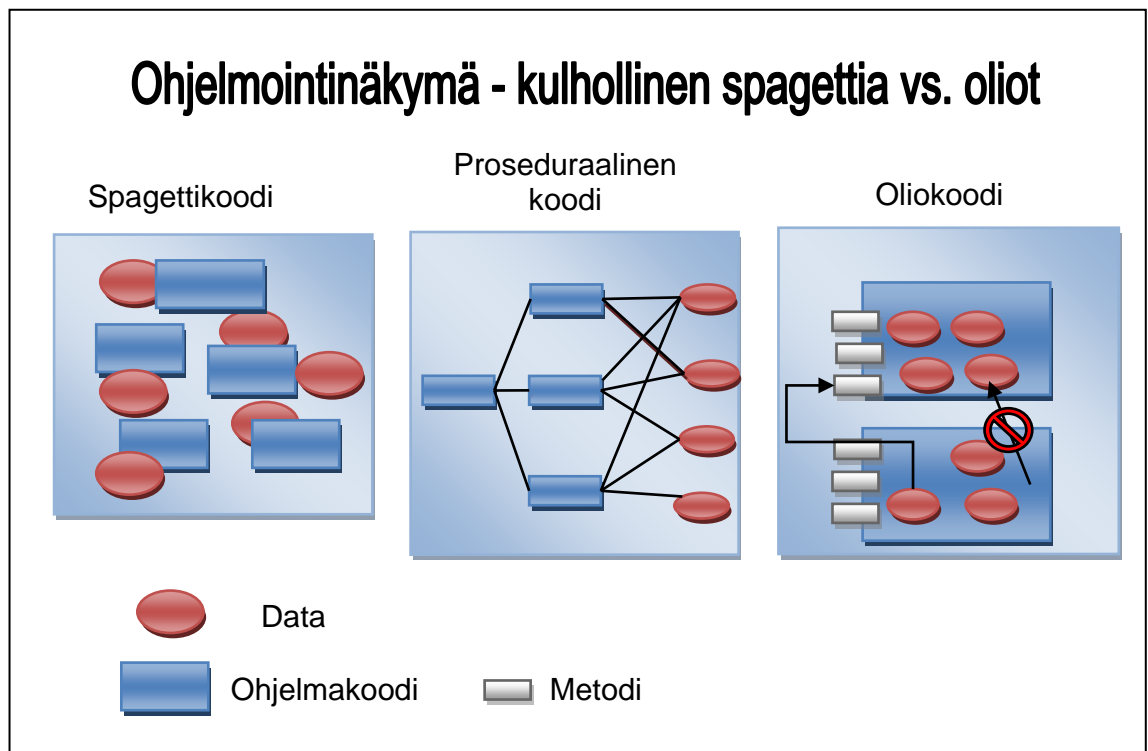 Ohjelmointinäkymä - kulhollinen spagettia vs. oliot
Spagettikoodi
Proseduraalinen
koodi
Oliokoodi
Data
Ohjelmakoodi
Metodi